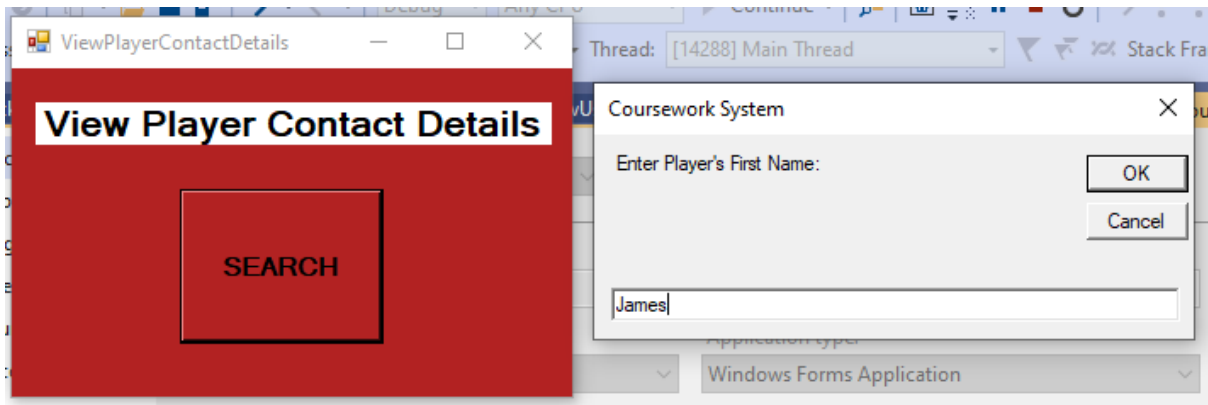 Debug
Any CPU
Continue
ViewPlayerContactDetails
Thread: [14288] Main Thread
Stack Fra
View Player Contact Details
Coursework System
Enter Player's First Name:
OK
Cancel
SEARCH
James
Application type:
Windows Forms Application